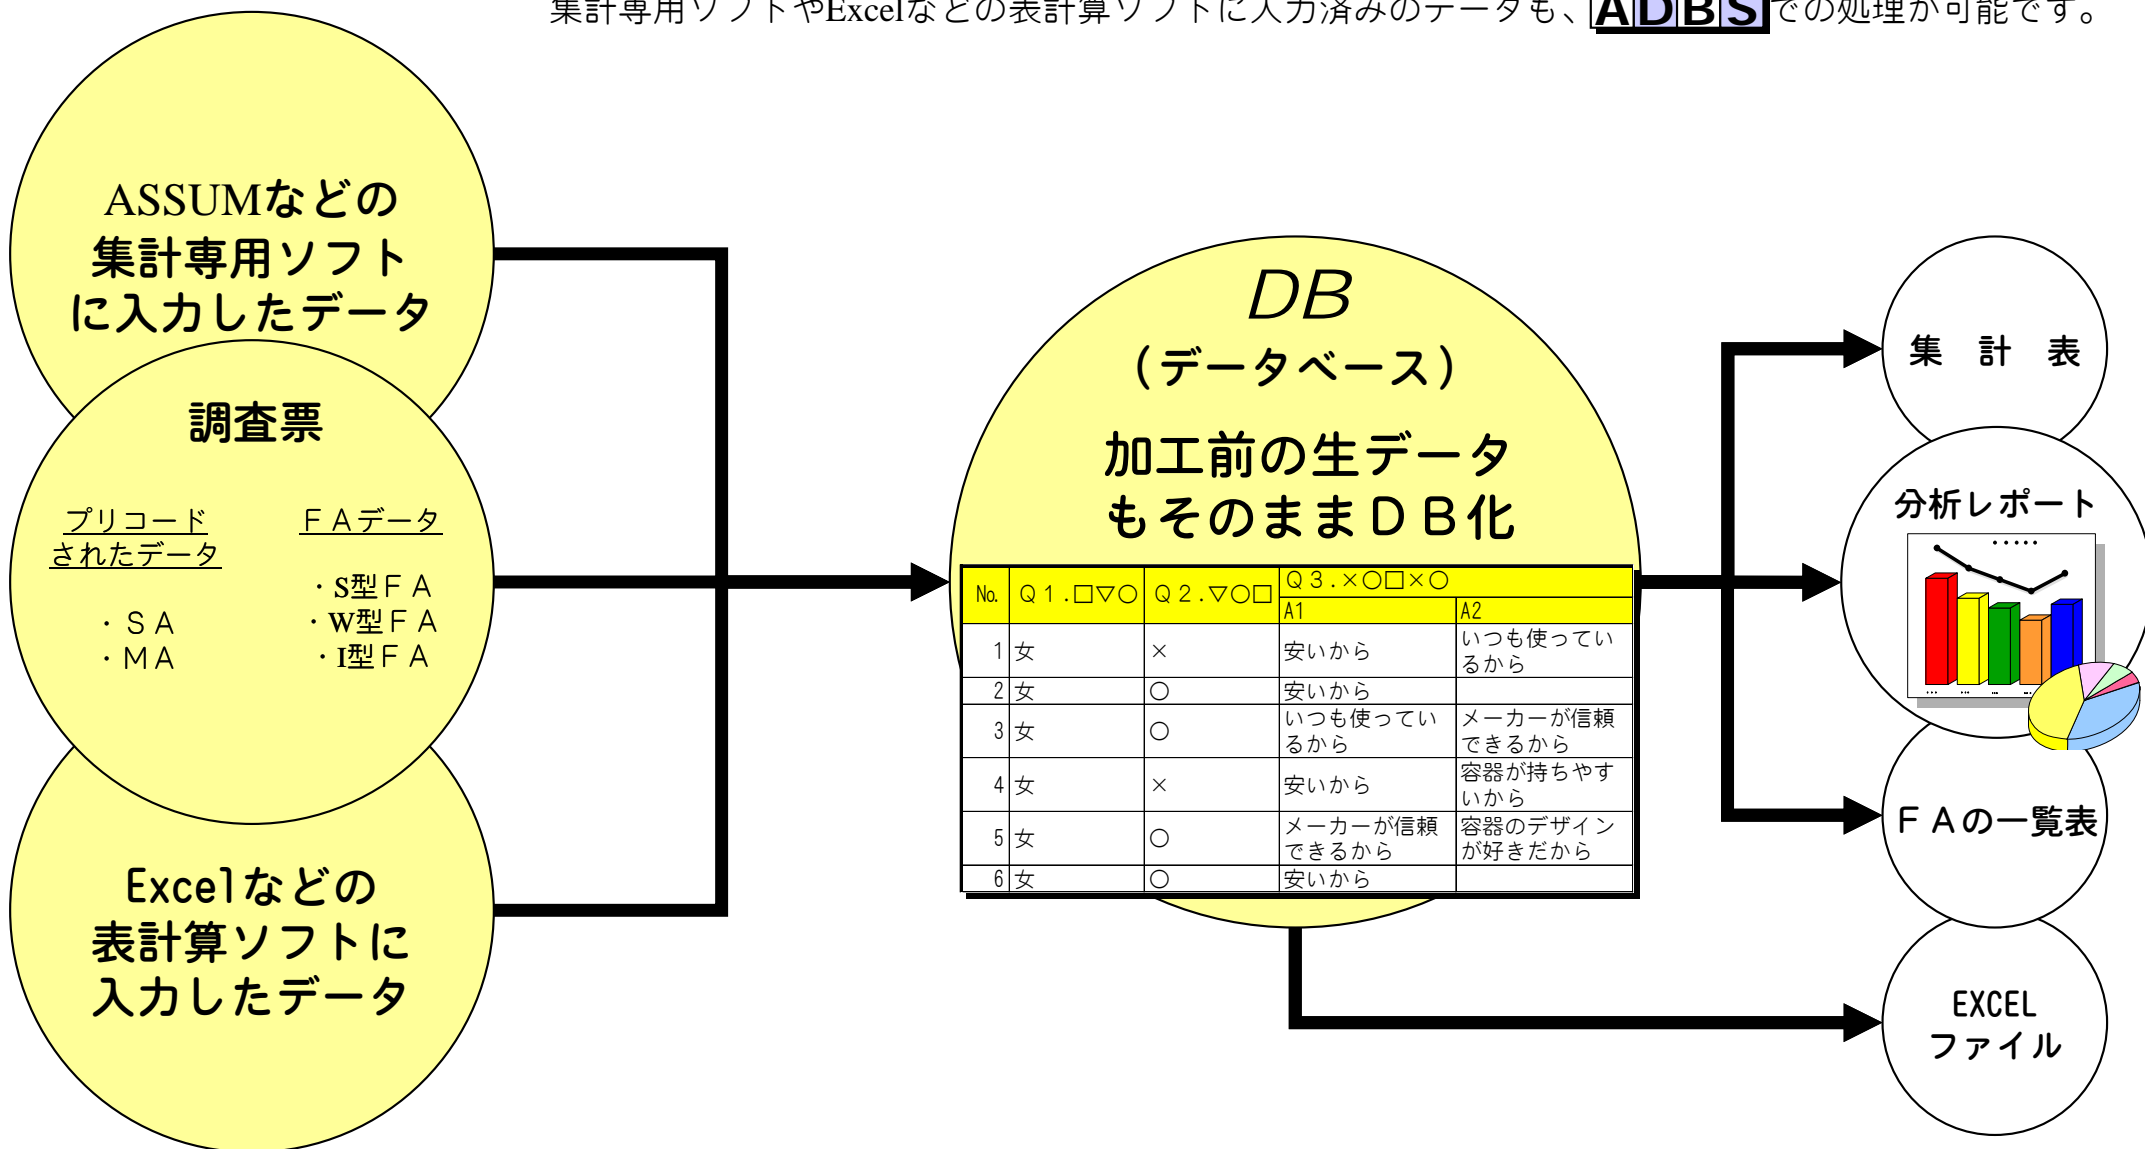 集計専用ソフトやExcelなどの表計算ソフトに入力済みのデータも、ADBSでの処理が可能です。
ASSUMなどの
集計専用ソフト
に入力したデータ
調査票
プリコード
されたデータ
・ＳＡ
・ＭＡ
ＦＡデータ
・S型ＦＡ
・W型ＦＡ
・I型ＦＡ
Excelなどの
表計算ソフトに
入力したデータ
DB
（データベース）
加工前の生データ
もそのままＤＢ化
No. Ｑ１.□▽○ Ｑ２.▽○□ Ｑ３.×○□×○
A1 A2
1 女 × 安いから いつも使ってい
るから
2 女 ○ 安いから
3 女 ○ いつも使ってい メーカーが信頼
るから できるから
4 女 × 安いから 容器が持ちやす
いから
5 女 ○ メーカーが信頼 容器のデザイン
できるから が好きだから
6 女 ○ 安いから
集　計　表
分析レポート
ＦＡの一覧表
EXCEL
ファイル